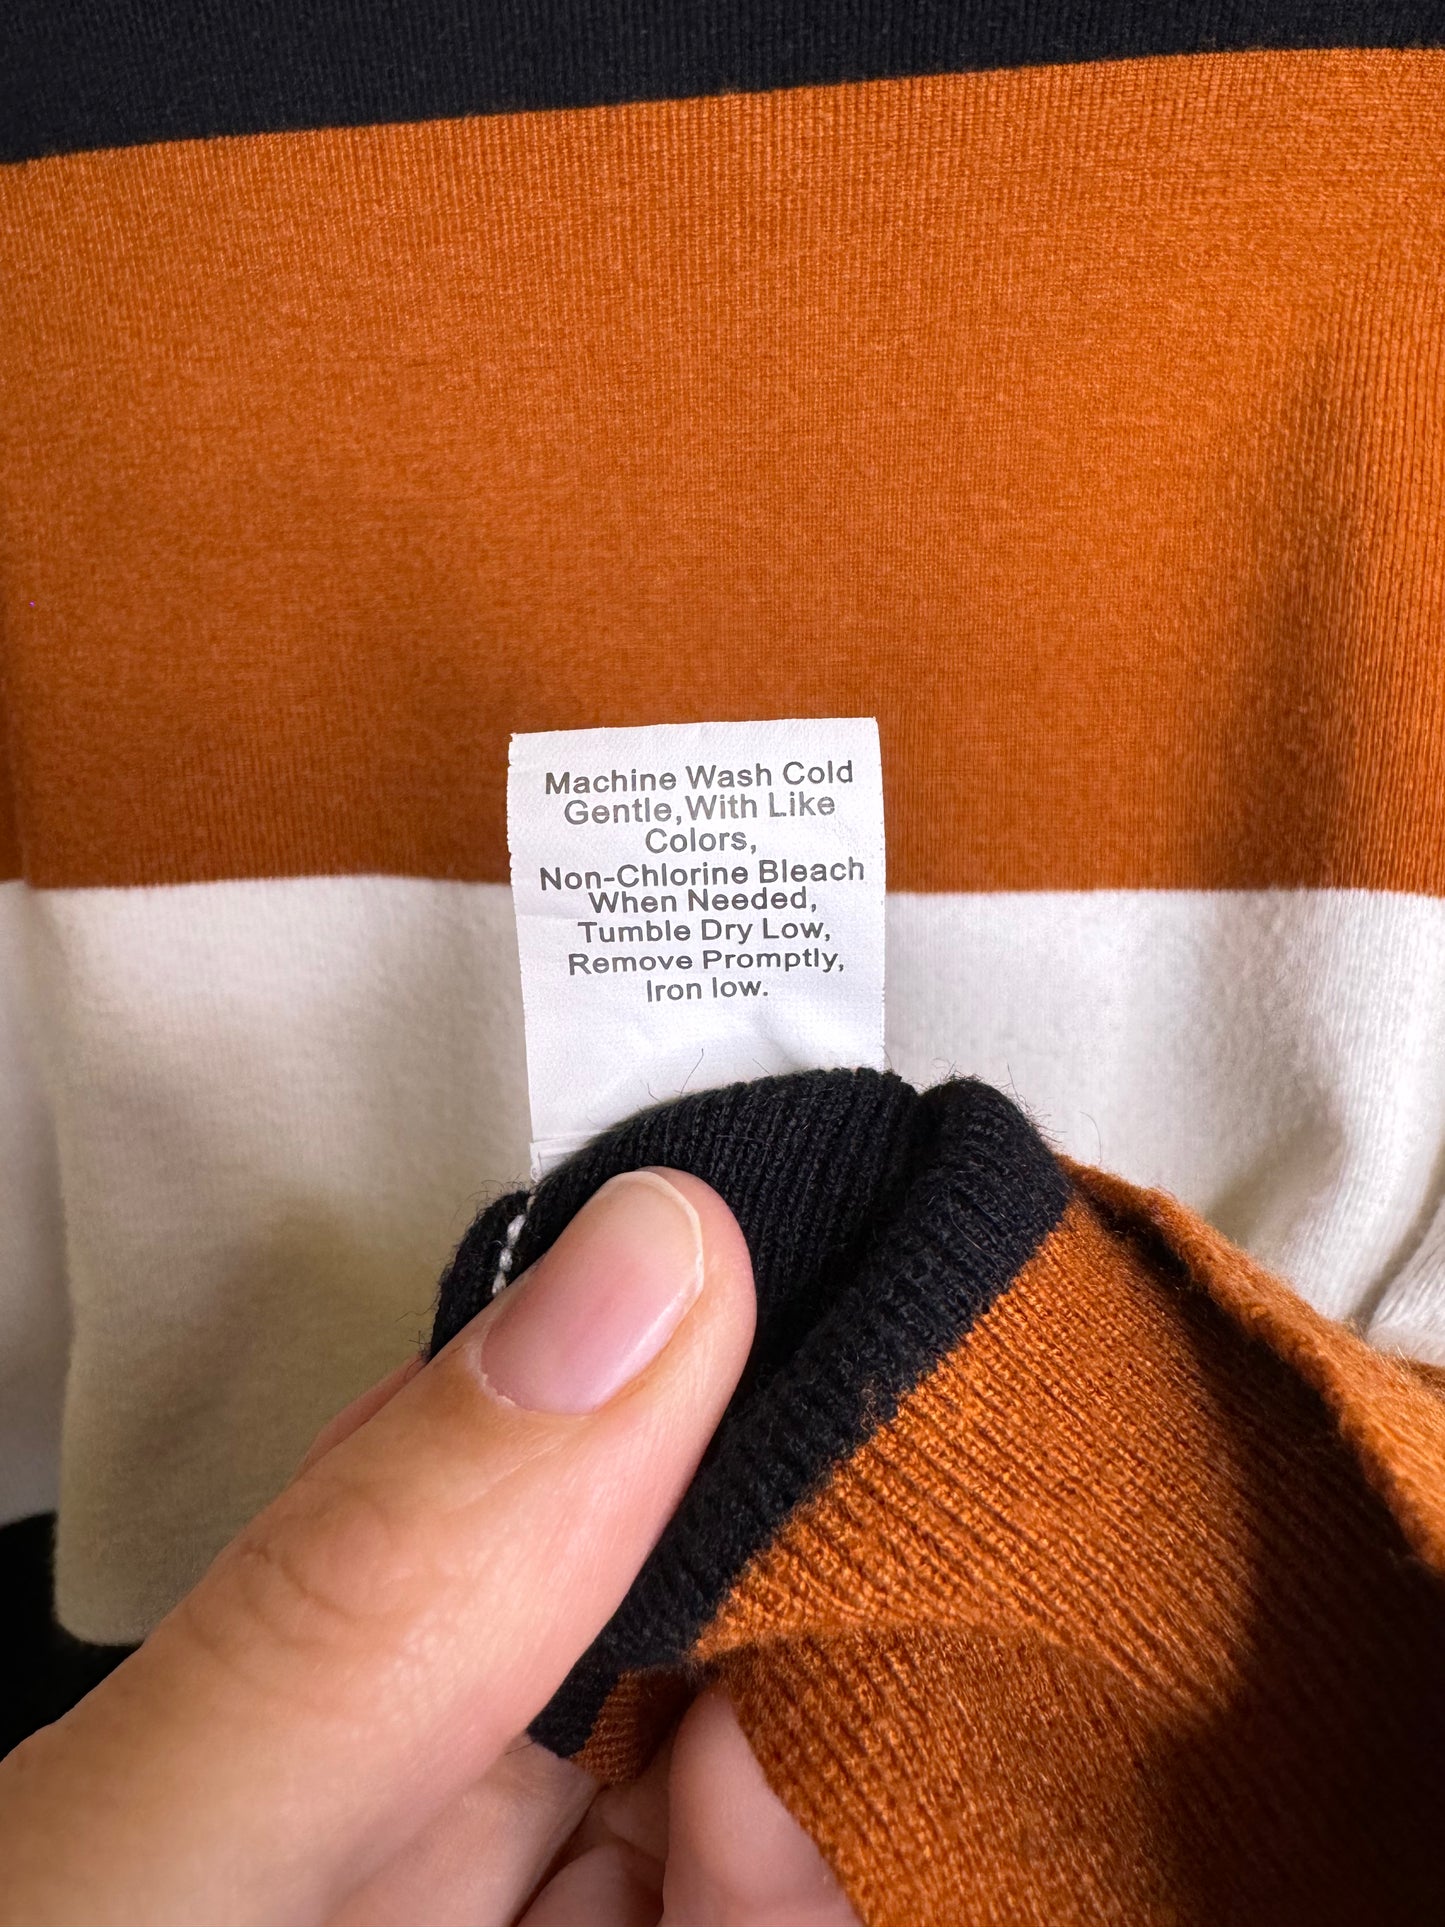 Machine Wash Cold
Gentle,With Like
Colors,
Non-Chlorine Bleach
When Needed,
Tumble Dry Low,
Remove Promptly,
Iron low.